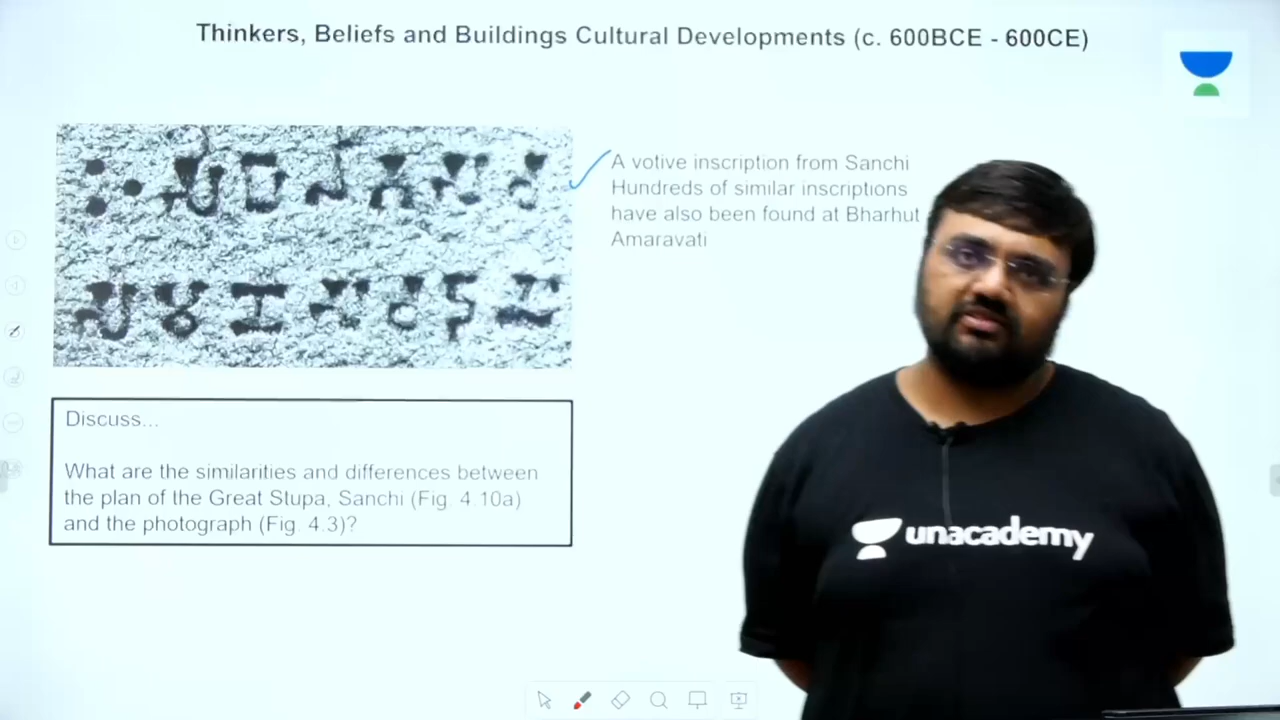 Thinkers, Beliefs and Buildings Cultural Developments (c. 600BCE - 600CE)
A votive inscription from Sanchi
Hundreds of similar inscriptions
have also been found at Bharhut
Amaravati
Discuss...
What are the similarities and differences between
the plan of the Great Stupa, Sanchi (Fig. 4.10a)
and the photograph (Fig. 4.3)?
unacademy